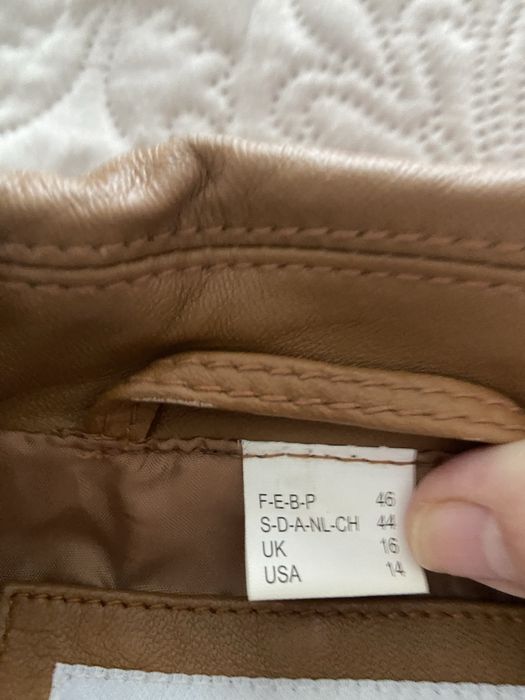 F-E-B-P 46
S-D-A-NL-CH 44
UK 16
USA 14